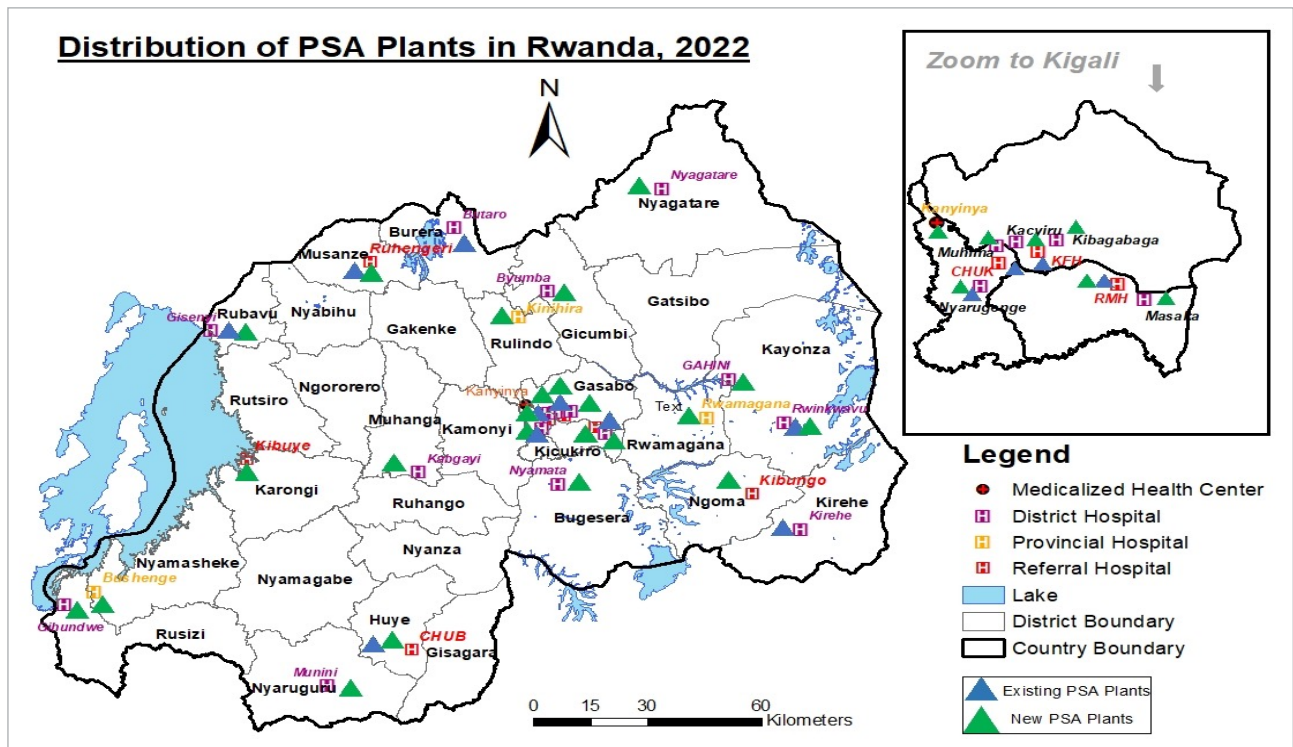 Distribution of PSA Plants in Rwanda, 2022
N
Zoom to Kigali
Nyagatare
Nyagatare
Butaro
Burera
Musanze
Ruhengeri
Byumba
Kinihira
Gicumbi
Gatsibo
Gisenyi
Rubavu
Nyabihu
Gakenke
Rulindo
Kayonza
Ngororero
Rutsiro
GAHINI
Gasabo
Kanyinya
Text
Rwamagana
Rwinkwavu
Muhanga
Kamonyi
Rwamagana
Kicukiro
Kibuye
Karongi
Kabgayi
Nyamata
Ruhango
Bugesera
Kibungo
Ngoma
Kirehe
Kirehe
Nyanza
Nyamasheke
Bushenge
Nyamagabe
Gihundwe
Rusizi
Huye
CHUB
Gisagara
Munini
Nyaruguru
0 15 30 60
Kilometers
Kanyinya
Kacyiru
Kibagabaga
Muhima
CHUK
KFH
Nyarugenge
RMH
Masaka
Legend
Medicalized Health Center
District Hospital
Provincial Hospital
Referral Hospital
Lake
District Boundary
Country Boundary
Existing PSA Plants
New PSA Plants